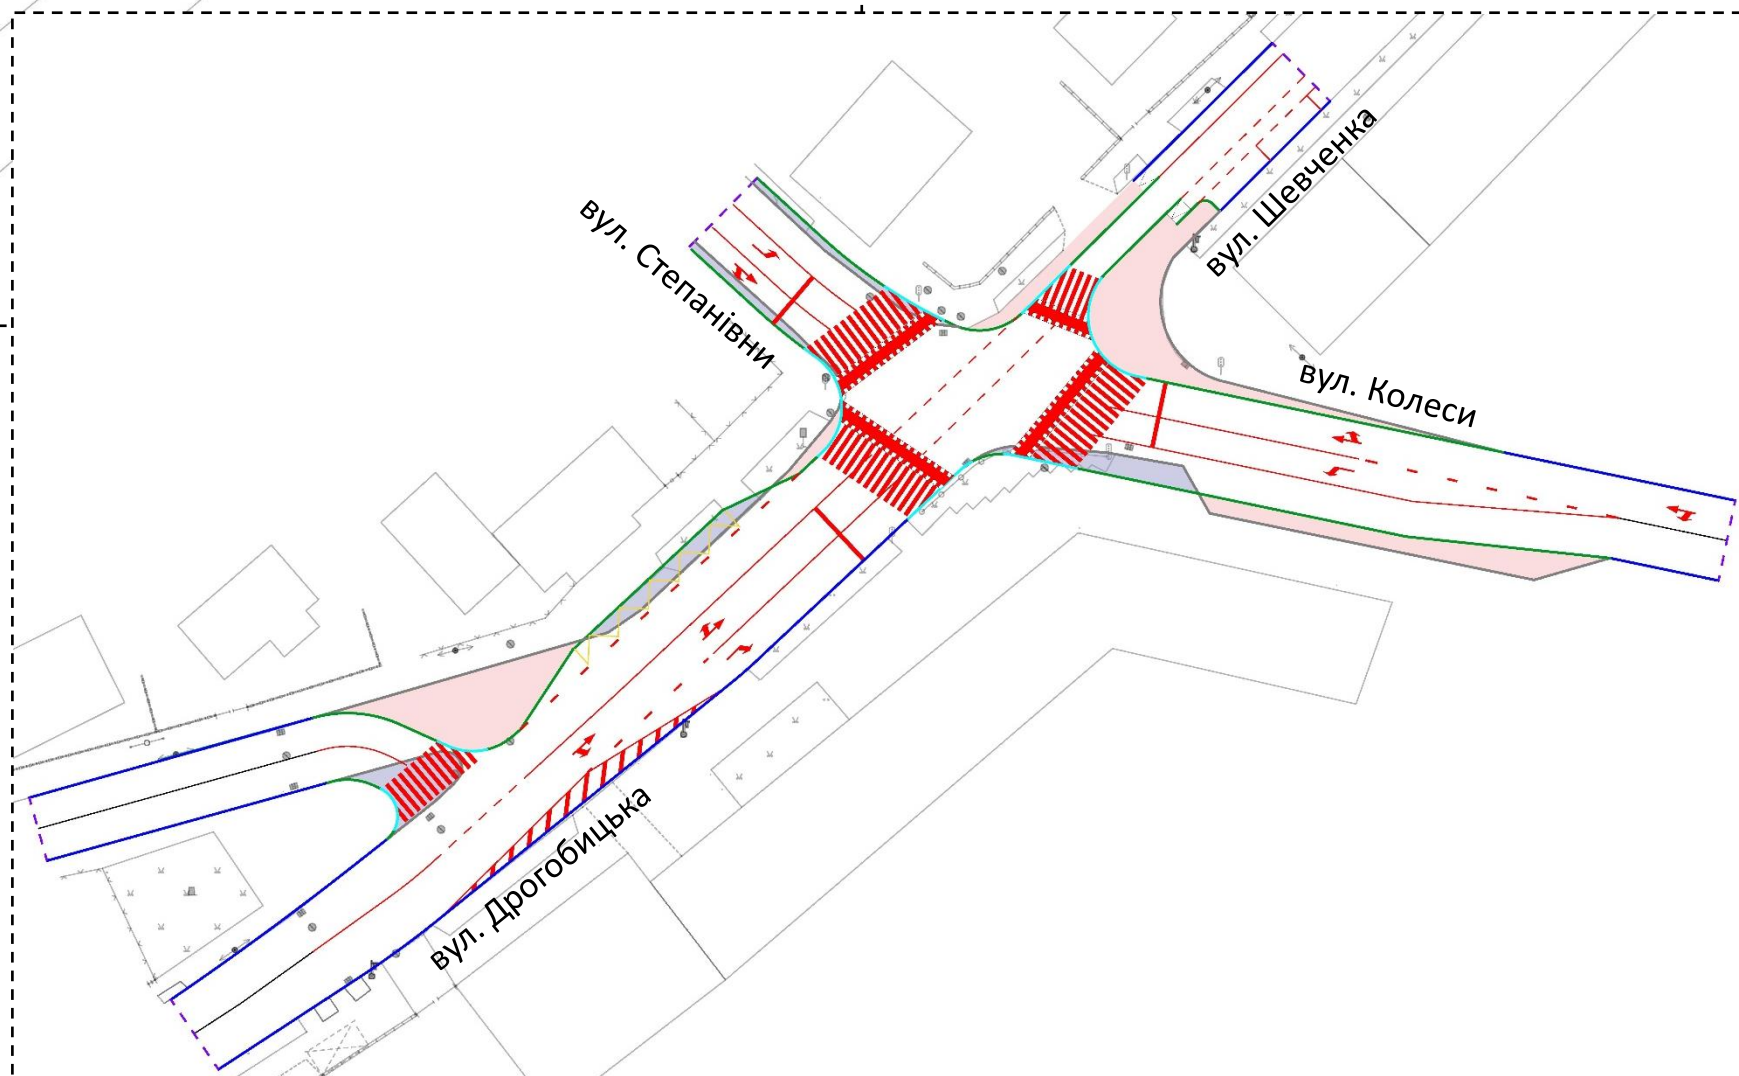 вул. Степанівни
вул. Шевченка
вул. Колеси
вул. Дрогобицька